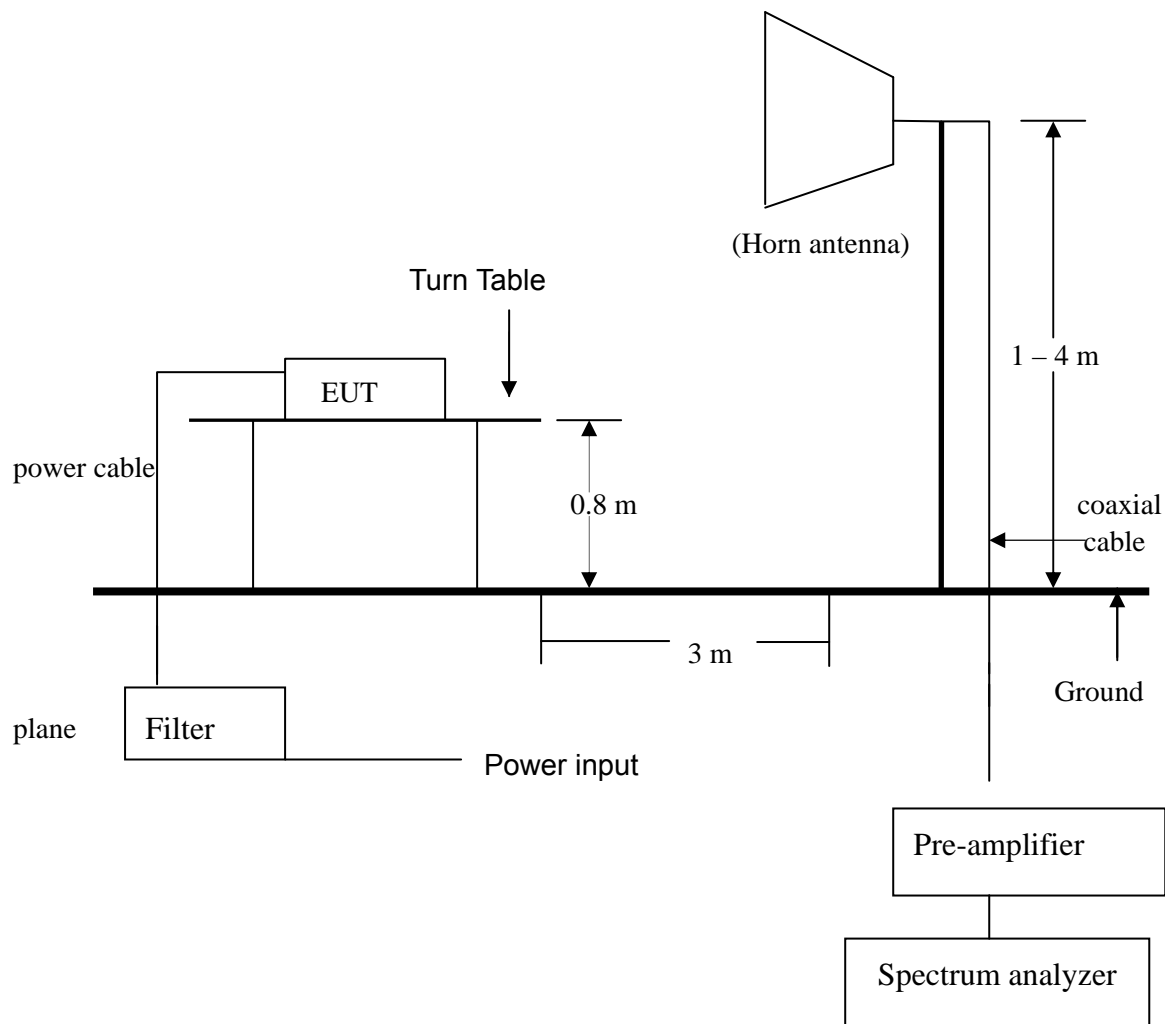 (Horn antenna)
Turn Table
1 – 4 m
EUT
power cable
0.8 m
coaxial
cable
3 m
Ground
plane
Filter
Power input
Pre-amplifier
Spectrum analyzer